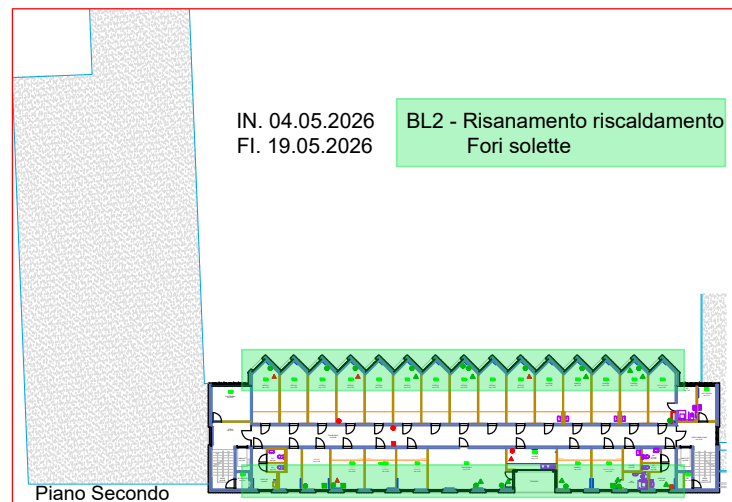 IN. 04.05.2026
FI. 19.05.2026
BL2 - Risanamento riscaldamento
Fori solette
Piano Secondo